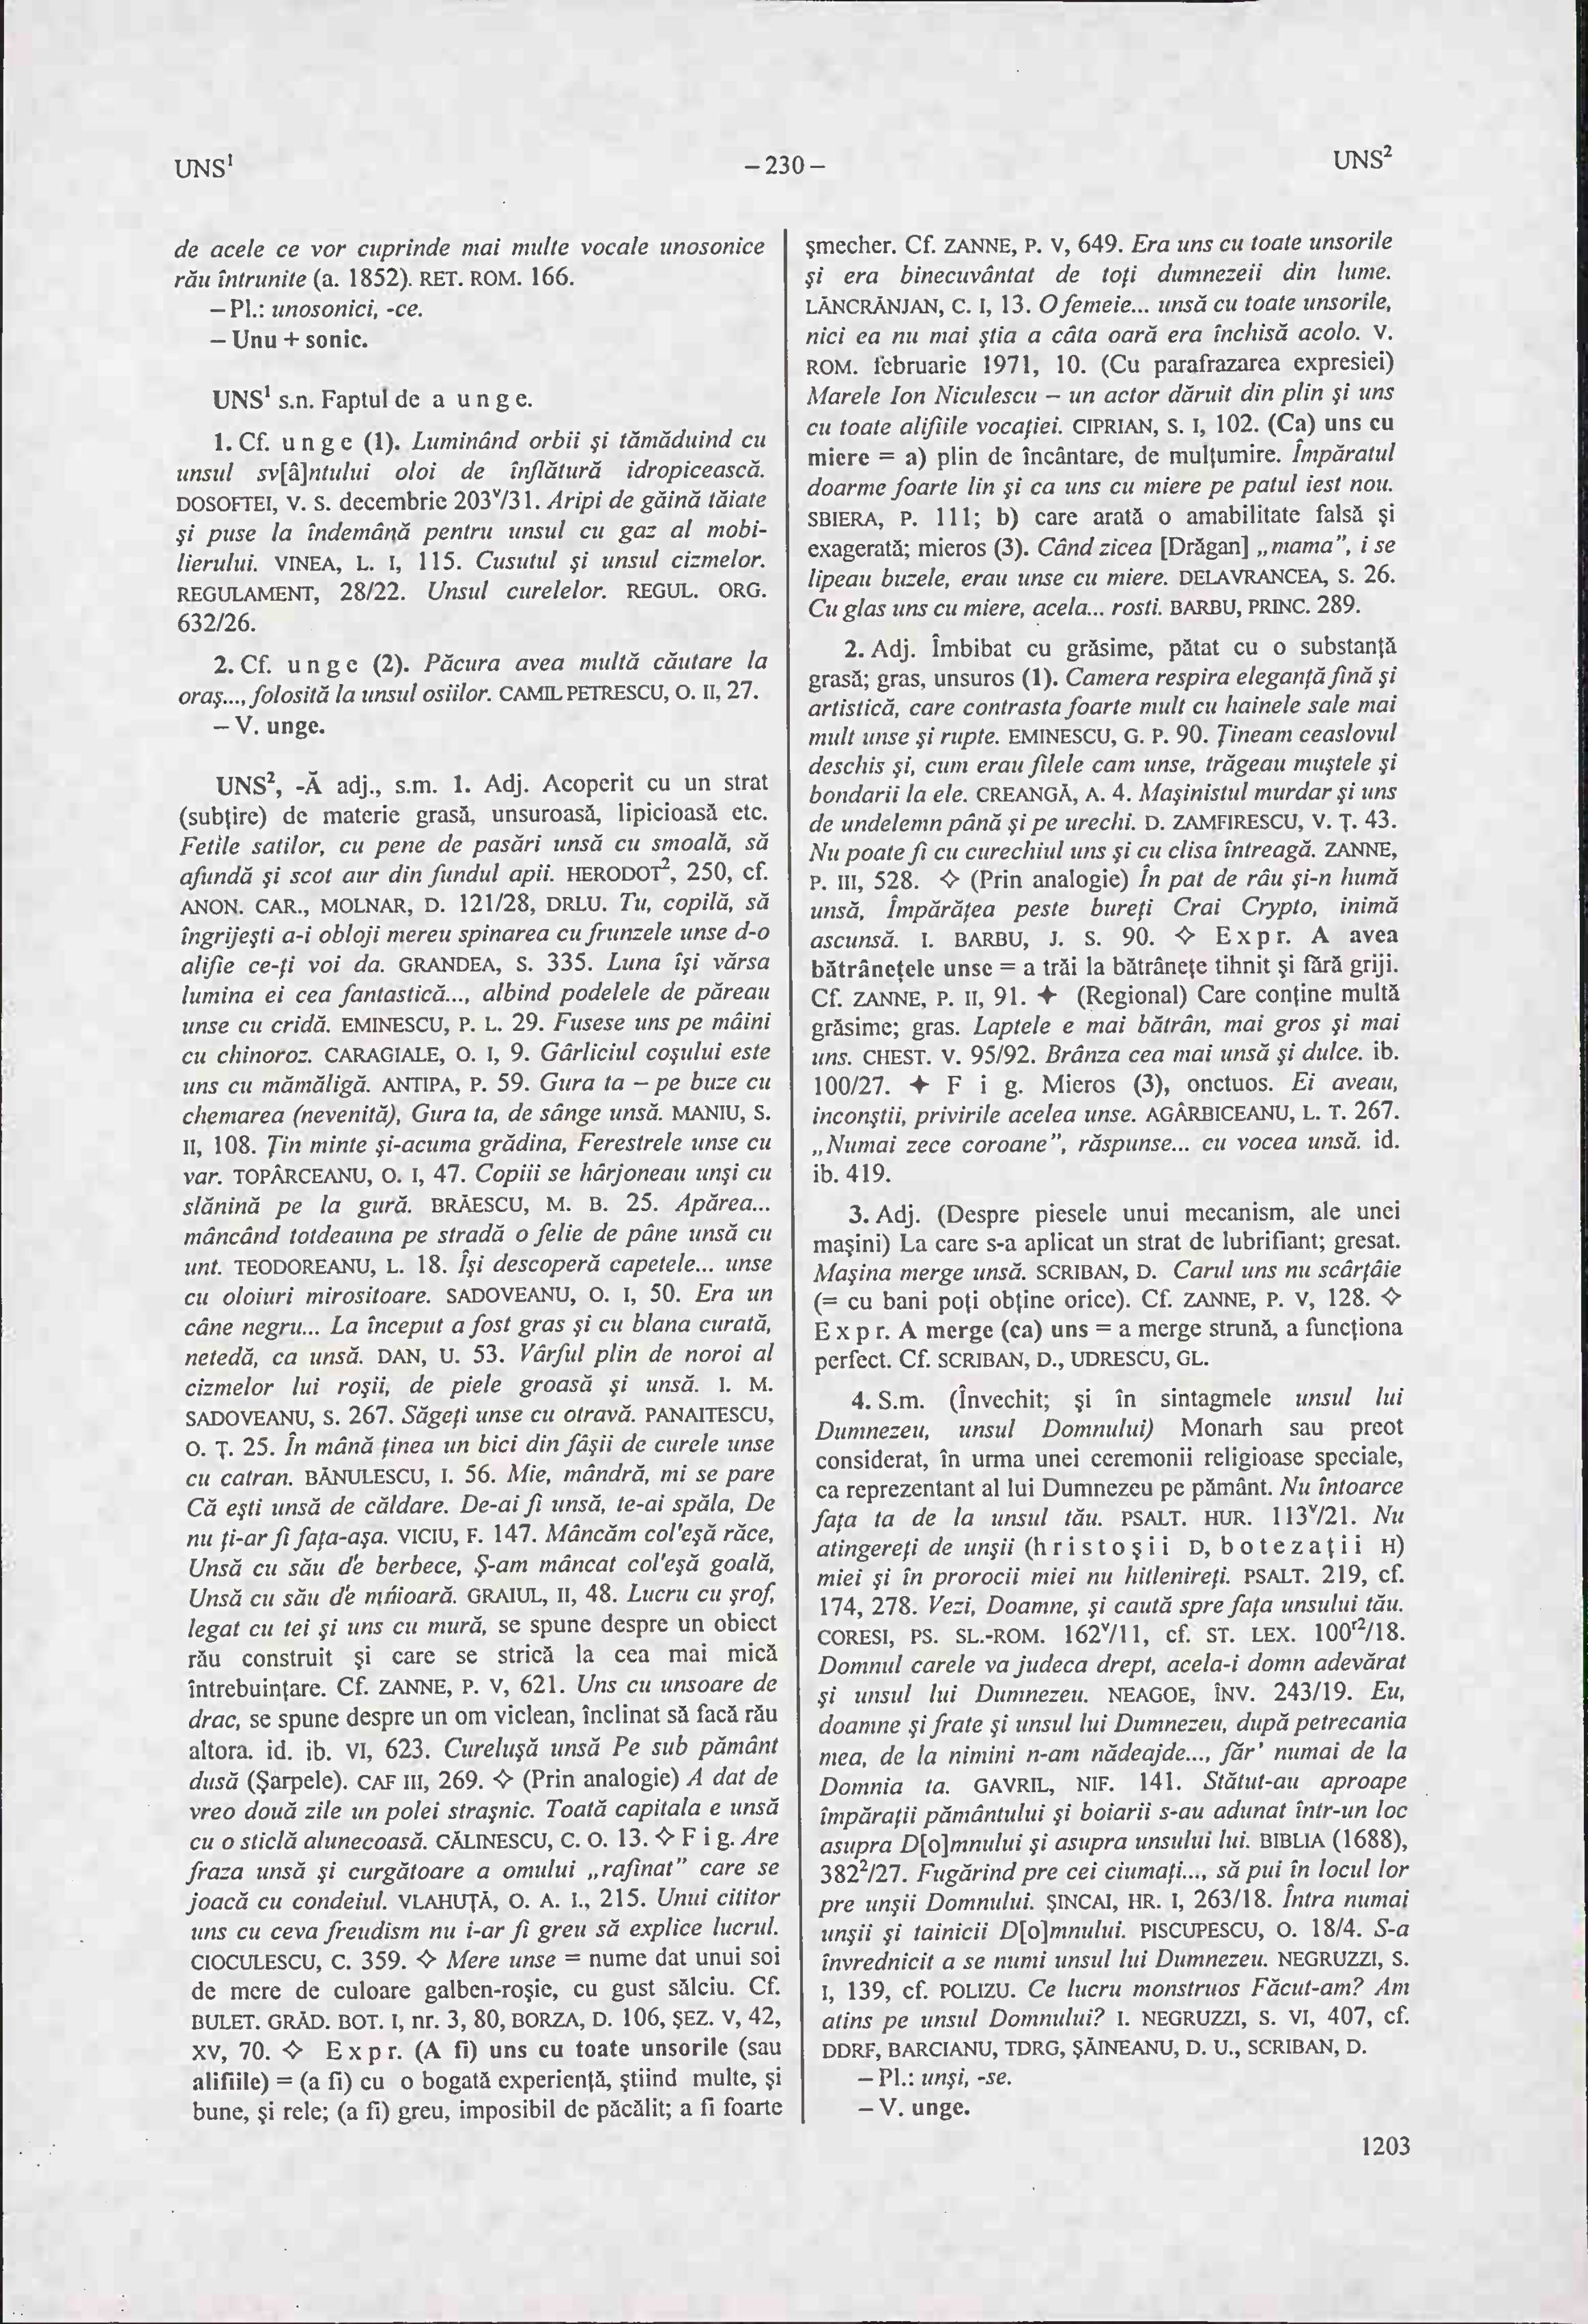 UNS¹
– 230 –
UNS²
de acele ce vor cuprinde mai multe vocale unosonice
rău întrunite (a. 1852). RET. ROM. 166.
– Pl.: unosonici, -ce.
– Unu + sonic.
UNS¹ s.n. Faptul de a u n g e.
1. Cf. u n g e (1). Luminând orbii şi tămăduind cu
unsul sv[â]ntului oloi de înflătură idropicească.
DOSOFTEI, V. S. decembrie 203ᵛ/31. Aripi de găină tăiate
şi puse la îndemână pentru unsul cu gaz al mobi-
lierului. VINEA, L. I, 115. Cusutul şi unsul cizmelor.
REGULAMENT, 28/22. Unsul curelelor. REGUL. ORG.
632/26.
2. Cf. u n g e (2). Păcura avea multă căutare la
oraş..., folosită la unsul osiilor. CAMIL PETRESCU, O. II, 27.
– V. unge.
UNS², -Ă adj., s.m. 1. Adj. Acoperit cu un strat
(subţire) de materie grasă, unsuroasă, lipicioasă etc.
Fetile satilor, cu pene de pasări unsă cu smoală, să
afundă şi scot aur din fundul apii. HERODOT², 250, cf.
ANON. CAR., MOLNAR, D. 121/28, DRLU. Tu, copilă, să
îngrijeşti a-i obloji mereu spinarea cu frunzele unse d-o
alifie ce-ţi voi da. GRANDEA, S. 335. Luna îşi vărsa
lumina ei cea fantastică..., albind podelele de păreau
unse cu cridă. EMINESCU, P. L. 29. Fusese uns pe mâini
cu chinoroz. CARAGIALE, O. I, 9. Gârliciul coşului este
uns cu mămăligă. ANTIPA, P. 59. Gura ta – pe buze cu
chemarea (nevenită), Gura ta, de sânge unsă. MANIU, S.
II, 108. Ţin minte şi-acuma grădina, Ferestrele unse cu
var. TOPÂRCEANU, O. I, 47. Copiii se hârjoneau unşi cu
slănină pe la gură. BRĂESCU, M. B. 25. Apărea...
mâncând totdeauna pe stradă o felie de pâne unsă cu
unt. TEODOREANU, L. 18. Îşi descoperă capetele... unse
cu oloiuri mirositoare. SADOVEANU, O. I, 50. Era un
câne negru... La început a fost gras şi cu blana curată,
netedă, ca unsă. DAN, U. 53. Vârful plin de noroi al
cizmelor lui roşii, de piele groasă şi unsă. I. M.
SADOVEANU, S. 267. Săgeţi unse cu otravă. PANAITESCU,
O. Ţ. 25. În mână ţinea un bici din fâşii de curele unse
cu catran. BĂNULESCU, I. 56. Mie, mândră, mi se pare
Că eşti unsă de căldare. De-ai fi unsă, te-ai spăla, De
nu ţi-ar fi faţa-aşa. VICIU, F. 147. Mâncăm col'eşă răce,
Unsă cu său d'e berbece, Ş-am mâncat col'eşă goală,
Unsă cu său d'e mńioară. GRAIUL, II, 48. Lucru cu şrof,
legat cu tei şi uns cu mură, se spune despre un obiect
rău construit şi care se strică la cea mai mică
întrebuinţare. Cf. ZANNE, P. V, 621. Uns cu unsoare de
drac, se spune despre un om viclean, înclinat să facă rău
altora. id. ib. VI, 623. Cureluşă unsă Pe sub pământ
dusă (Şarpele). CAF III, 269. ◇ (Prin analogie) A dat de
vreo două zile un polei straşnic. Toată capitala e unsă
cu o sticlă alunecoasă. CĂLINESCU, C. O. 13. ◇ F i g. Are
fraza unsă şi curgătoare a omului „rafinat” care se
joacă cu condeiul. VLAHUŢĂ, O. A. I., 215. Unui cititor
uns cu ceva freudism nu i-ar fi greu să explice lucrul.
CIOCULESCU, C. 359. ◇ Mere unse = nume dat unui soi
de mere de culoare galben-roşie, cu gust sălciu. Cf.
BULET. GRĂD. BOT. I, nr. 3, 80, BORZA, D. 106, ŞEZ. V, 42,
XV, 70. ◇ E x p r. (A fi) uns cu toate unsorile (sau
alifiile) = (a fi) cu o bogată experienţă, ştiind multe, şi
bune, şi rele; (a fi) greu, imposibil de păcălit; a fi foarte
şmecher. Cf. ZANNE, P. V, 649. Era uns cu toate unsorile
şi era binecuvântat de toţi dumnezeii din lume.
LĂNCRĂNJAN, C. I, 13. O femeie... unsă cu toate unsorile,
nici ea nu mai ştia a câta oară era închisă acolo. V.
ROM. februarie 1971, 10. (Cu parafrazarea expresiei)
Marele Ion Niculescu – un actor dăruit din plin şi uns
cu toate alifiile vocaţiei. CIPRIAN, S. I, 102. (Ca) uns cu
miere = a) plin de încântare, de mulţumire. Împăratul
doarme foarte lin şi ca uns cu miere pe patul iest nou.
SBIERA, P. 111; b) care arată o amabilitate falsă şi
exagerată; mieros (3). Când zicea [Drăgan] „mama”, i se
lipeau buzele, erau unse cu miere. DELAVRANCEA, S. 26.
Cu glas uns cu miere, acela... rosti. BARBU, PRINC. 289.
2. Adj. Îmbibat cu grăsime, pătat cu o substanţă
grasă; gras, unsuros (1). Camera respira eleganţă fină şi
artistică, care contrasta foarte mult cu hainele sale mai
mult unse şi rupte. EMINESCU, G. P. 90. Ţineam ceaslovul
deschis şi, cum erau filele cam unse, trăgeau muştele şi
bondarii la ele. CREANGĂ, A. 4. Maşinistul murdar şi uns
de undelemn până şi pe urechi. D. ZAMFIRESCU, V. Ţ. 43.
Nu poate fi cu curechiul uns şi cu clisa întreagă. ZANNE,
P. III, 528. ◇ (Prin analogie) În pat de râu şi-n humă
unsă, Împărăţea peste bureţi Crai Crypto, inimă
ascunsă. I. BARBU, J. S. 90. ◇ E x p r. A avea
bătrâneţele unse = a trăi la bătrâneţe tihnit şi fără griji.
Cf. ZANNE, P. II, 91. ✦ (Regional) Care conţine multă
grăsime; gras. Laptele e mai bătrân, mai gros şi mai
uns. CHEST. V. 95/92. Brânza cea mai unsă şi dulce. ib.
100/27. ✦ F i g. Mieros (3), onctuos. Ei aveau,
inconştii, privirile acelea unse. AGÂRBICEANU, L. T. 267.
„Numai zece coroane”, răspunse... cu vocea unsă. id.
ib. 419.
3. Adj. (Despre piesele unui mecanism, ale unei
maşini) La care s-a aplicat un strat de lubrifiant; gresat.
Maşina merge unsă. SCRIBAN, D. Carul uns nu scârţâie
(= cu bani poţi obţine orice). Cf. ZANNE, P. V, 128. ◇
E x p r. A merge (ca) uns = a merge strună, a funcţiona
perfect. Cf. SCRIBAN, D., UDRESCU, GL.
4. S.m. (Învechit; şi în sintagmele unsul lui
Dumnezeu, unsul Domnului) Monarh sau preot
considerat, în urma unei ceremonii religioase speciale,
ca reprezentant al lui Dumnezeu pe pământ. Nu întoarce
faţa ta de la unsul tău. PSALT. HUR. 113ᵛ/21. Nu
atingereţi de unşii (h r i s t o ş i i D, b o t e z a ţ i i H)
miei şi în prorocii miei nu hitlenireţi. PSALT. 219, cf.
174, 278. Vezi, Doamne, şi caută spre faţa unsului tău.
CORESI, PS. SL.-ROM. 162ᵛ/11, cf. ST. LEX. 100ʳ²/18.
Domnul carele va judeca drept, acela-i domn adevărat
şi unsul lui Dumnezeu. NEAGOE, ÎNV. 243/19. Eu,
doamne şi frate şi unsul lui Dumnezeu, după petrecania
mea, de la nimini n-am nădeajde..., făr' numai de la
Domnia ta. GAVRIL, NIF. 141. Stătut-au aproape
împăraţii pământului şi boiarii s-au adunat într-un loc
asupra D[o]mnului şi asupra unsului lui. BIBLIA (1688),
382²/27. Fugărind pre cei ciumaţi..., să pui în locul lor
pre unşii Domnului. ŞINCAI, HR. I, 263/18. Întra numai
unşii şi tainicii D[o]mnului. PISCUPESCU, O. 18/4. S-a
învrednicit a se numi unsul lui Dumnezeu. NEGRUZZI, S.
I, 139, cf. POLIZU. Ce lucru monstruos Făcut-am? Am
atins pe unsul Domnului? I. NEGRUZZI, S. VI, 407, cf.
DDRF, BARCIANU, TDRG, ŞĂINEANU, D. U., SCRIBAN, D.
– Pl.: unşi, -se.
– V. unge.
1203